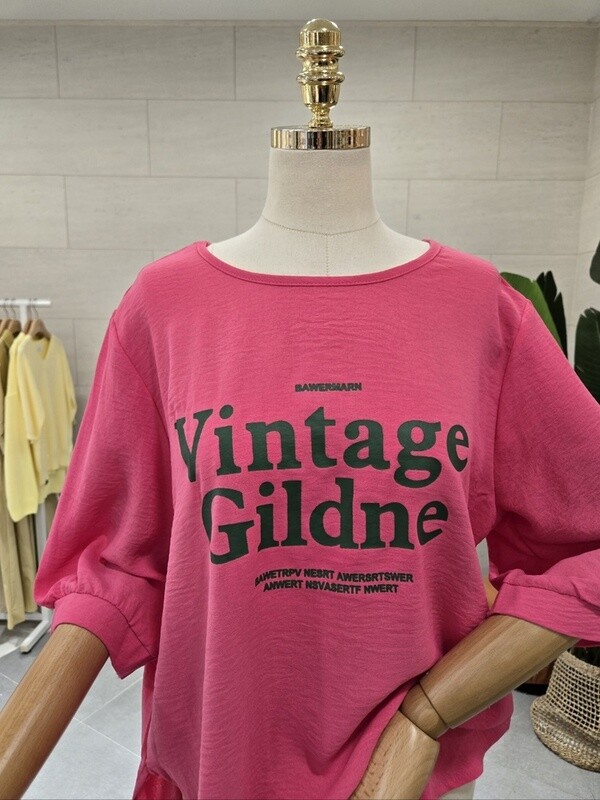 BAWERMARN
Vintage
Gildne
BAWETRPV NESRT AWERSRTSWER
ANWERT NSVASERTF NWERT